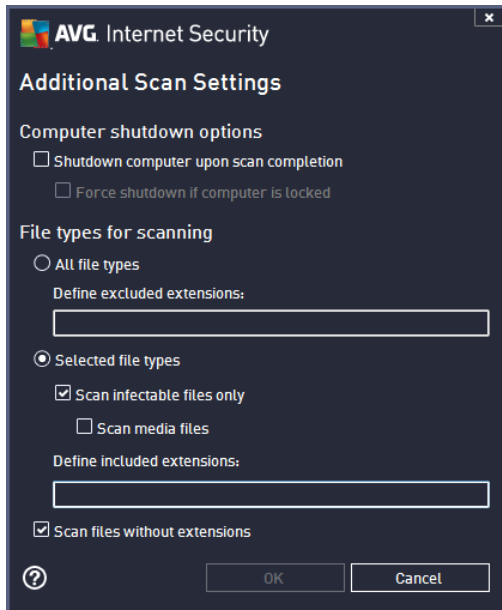 AVG. Internet Security
x
Additional Scan Settings
Computer shutdown options
Shutdown computer upon scan completion
Force shutdown if computer is locked
File types for scanning
All file types
Define excluded extensions:
Selected file types
Scan infectable files only
Scan media files
Define included extensions:
Scan files without extensions
?
OK
Cancel